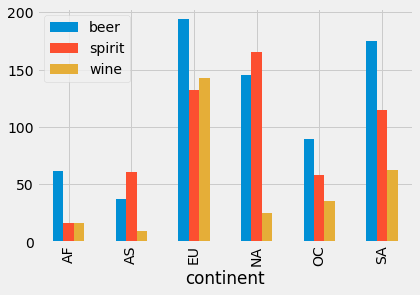 200
150
100
50
0
beer
spirit
wine
AF
AS
EU
NA
OC
SA
continent